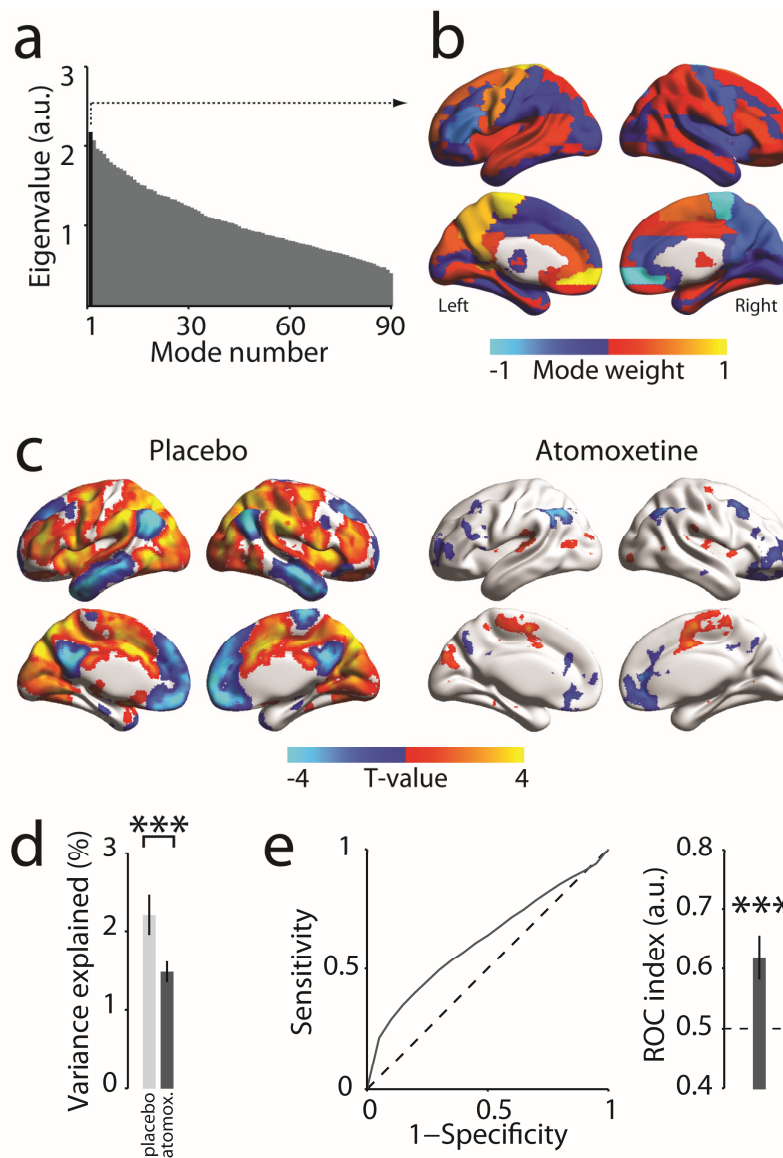 a
3
2
1
Eigenvalue (a.u.)
1
30
60
90
Mode number
b
Left
Right
-1
Mode weight
1
c
Placebo
Atomoxetine
-4
T-value
4
d
***
3
2
1
0
Variance explained (%)
placebo
atomox.
e
1
0.5
0
Sensitivity
0
0.5
1
1−Specificity
0.8
0.7
0.6
0.5
0.4
ROC index (a.u.)
***